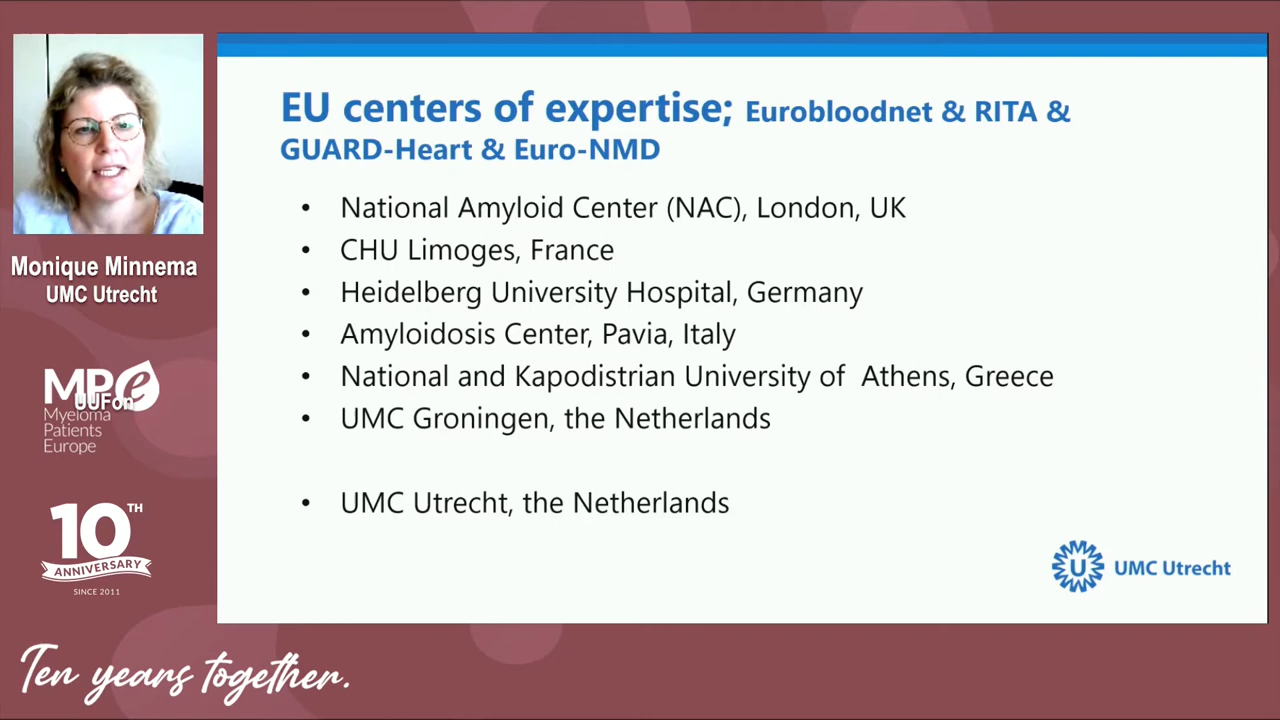 EU centers of expertise; Eurobloodnet & RITA &
GUARD-Heart & Euro-NMD
• National Amyloid Center (NAC), London, UK
• CHU Limoges, France
• Heidelberg University Hospital, Germany
• Amyloidosis Center, Pavia, Italy
• National and Kapodistrian University of  Athens, Greece
• UMC Groningen, the Netherlands
• UMC Utrecht, the Netherlands
UMC Utrecht
Monique Minnema
UMC Utrecht
MPe
UUFon
Myeloma
Patients
Europe
10TH
ANNIVERSARY
SINCE 2011
Ten years together.